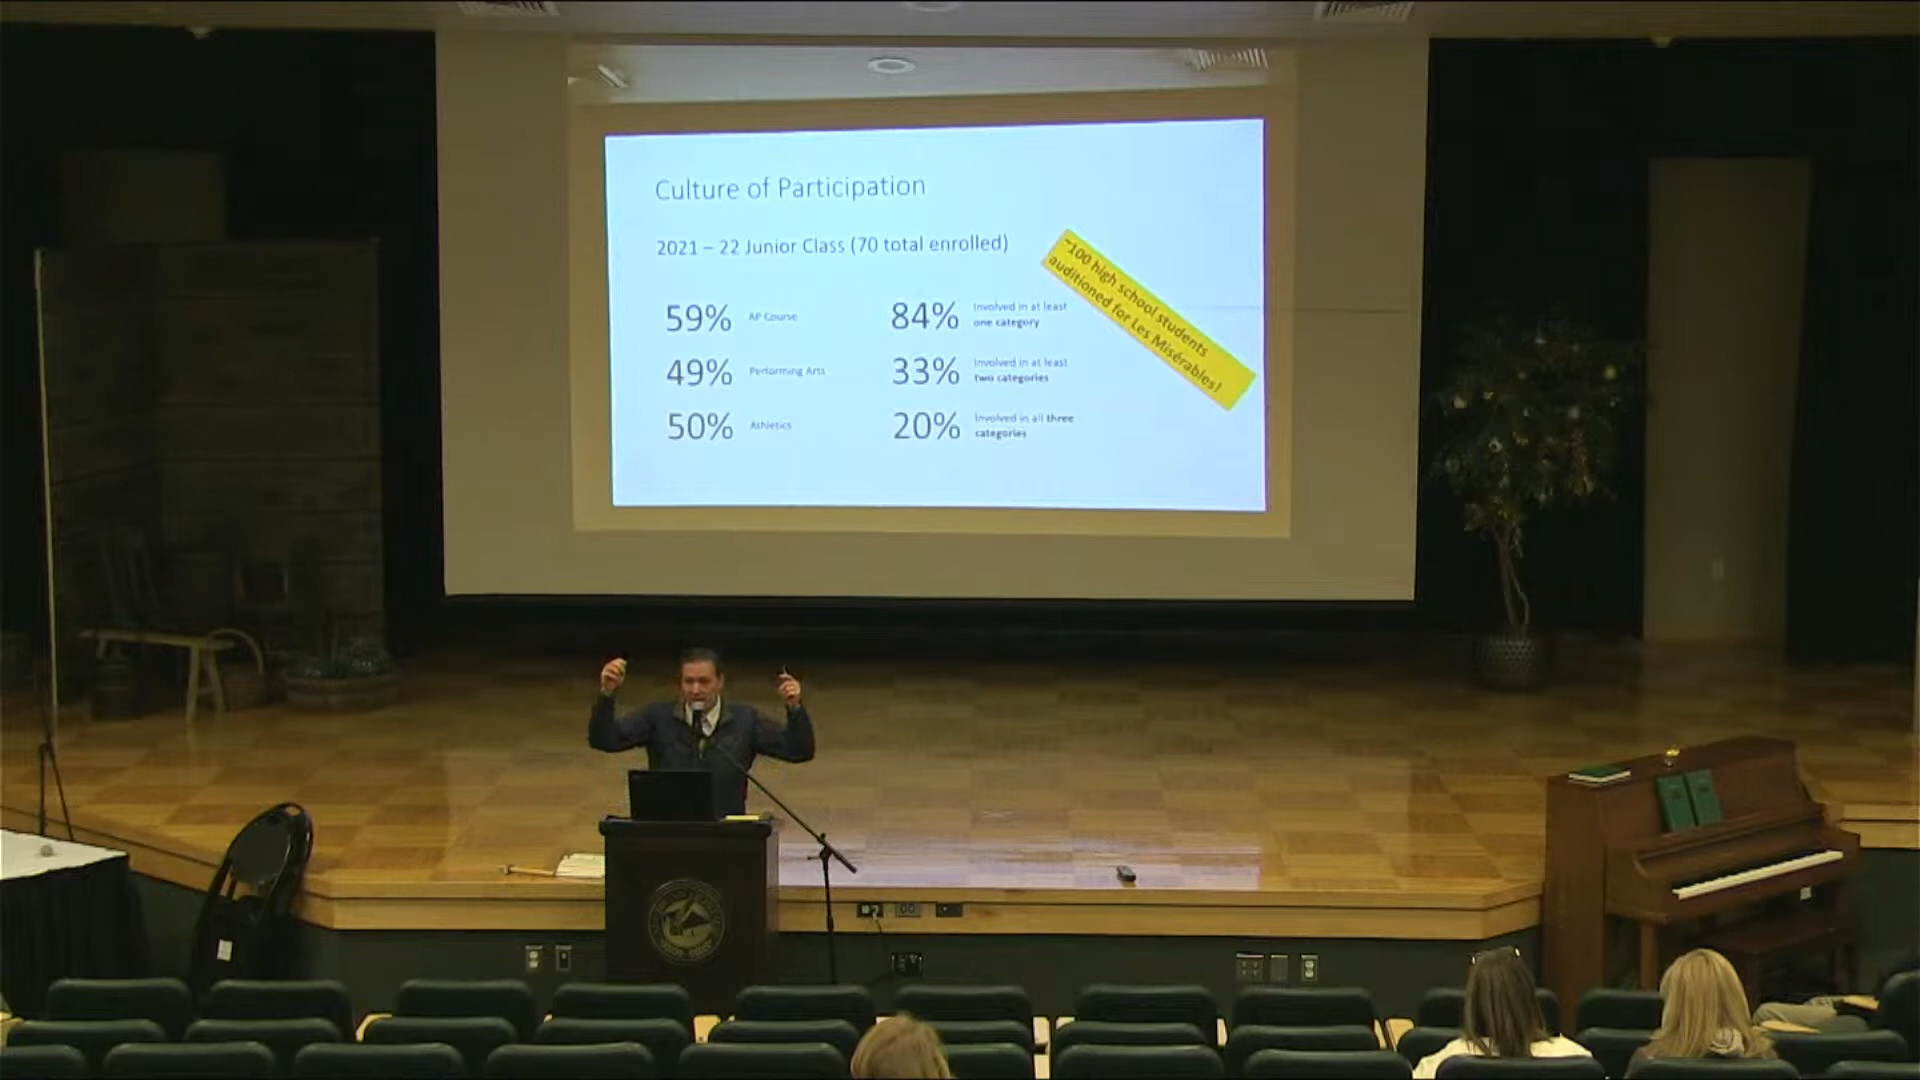 Culture of Participation
2021 – 22 Junior Class (70 total enrolled)
~100 high school students
auditioned for Les Misérables!
59% AP Course
84% Involved in at least
one category
49% Performing Arts
33% Involved in at least
two categories
50% Athletics
20% Involved in all three
categories